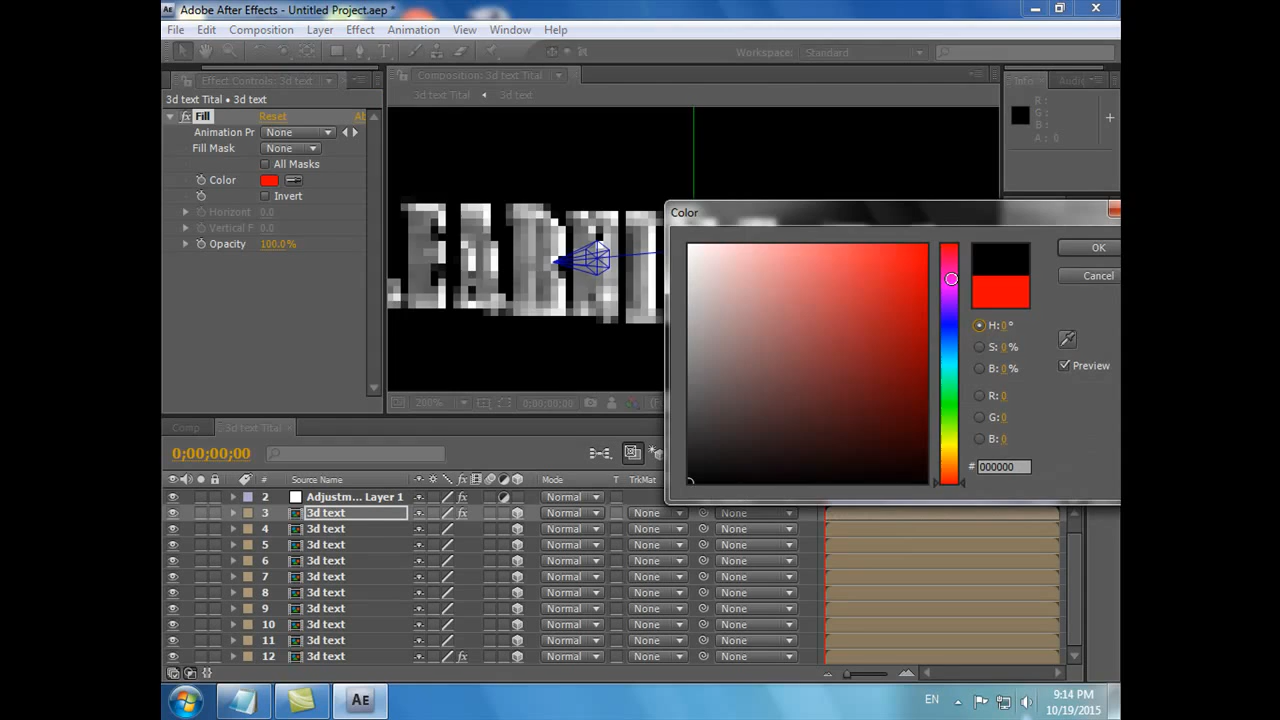 Adobe After Effects - Untitled Project.aep *
File Edit Composition Layer Effect Animation View Window Help
Workspace: Standard
Effect Controls: 3d text
Composition: 3d text Tital
Info Audio
3d text Tital • 3d text
3d text Tital 3d text
R :
G :
B :
A : 0
Fill Reset Ab
Animation Pr None
Fill Mask None
All Masks
Color
Invert
Horizont 0.0
Vertical F 0.0
Opacity 100.0%
Color
OK
Cancel
H: 0 °
S: 0 %
B: 0 %
Preview
R: 0
G: 0
B: 0
# 000000
200% 0;00;00;00
Comp 3d text Tital
0;00;00;00
# Source Name Mode T TrkMat
2 Adjustm... Layer 1 Normal
3 3d text Normal None None
4 3d text Normal None None
5 3d text Normal None None
6 3d text Normal None None
7 3d text Normal None None
8 3d text Normal None None
9 3d text Normal None None
10 3d text Normal None None
11 3d text Normal None None
12 3d text Normal None None
EN
9:14 PM
10/19/2015